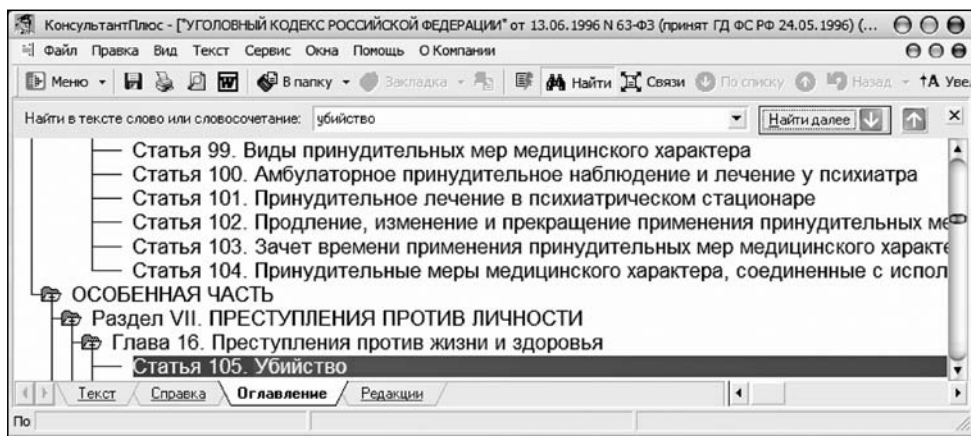 КонсультантПлюс - ["УГОЛОВНЫЙ КОДЕКС РОССИЙСКОЙ ФЕДЕРАЦИИ" от 13.06.1996 N 63-ФЗ (принят ГД ФС РФ 24.05.1996) (...
Файл Правка Вид Текст Сервис Окна Помощь О Компании
Меню В папку Закладка Найти Связи По списку Назад Уве
Найти в тексте слово или словосочетание: убийство Найти далее
Статья 99. Виды принудительных мер медицинского характера
Статья 100. Амбулаторное принудительное наблюдение и лечение у психиатра
Статья 101. Принудительное лечение в психиатрическом стационаре
Статья 102. Продление, изменение и прекращение применения принудительных ме
Статья 103. Зачет времени применения принудительных мер медицинского характе
Статья 104. Принудительные меры медицинского характера, соединенные с испол
ОСОБЕННАЯ ЧАСТЬ
Раздел VII. ПРЕСТУПЛЕНИЯ ПРОТИВ ЛИЧНОСТИ
Глава 16. Преступления против жизни и здоровья
Статья 105. Убийство
Текст Справка Оглавление Редакции
По